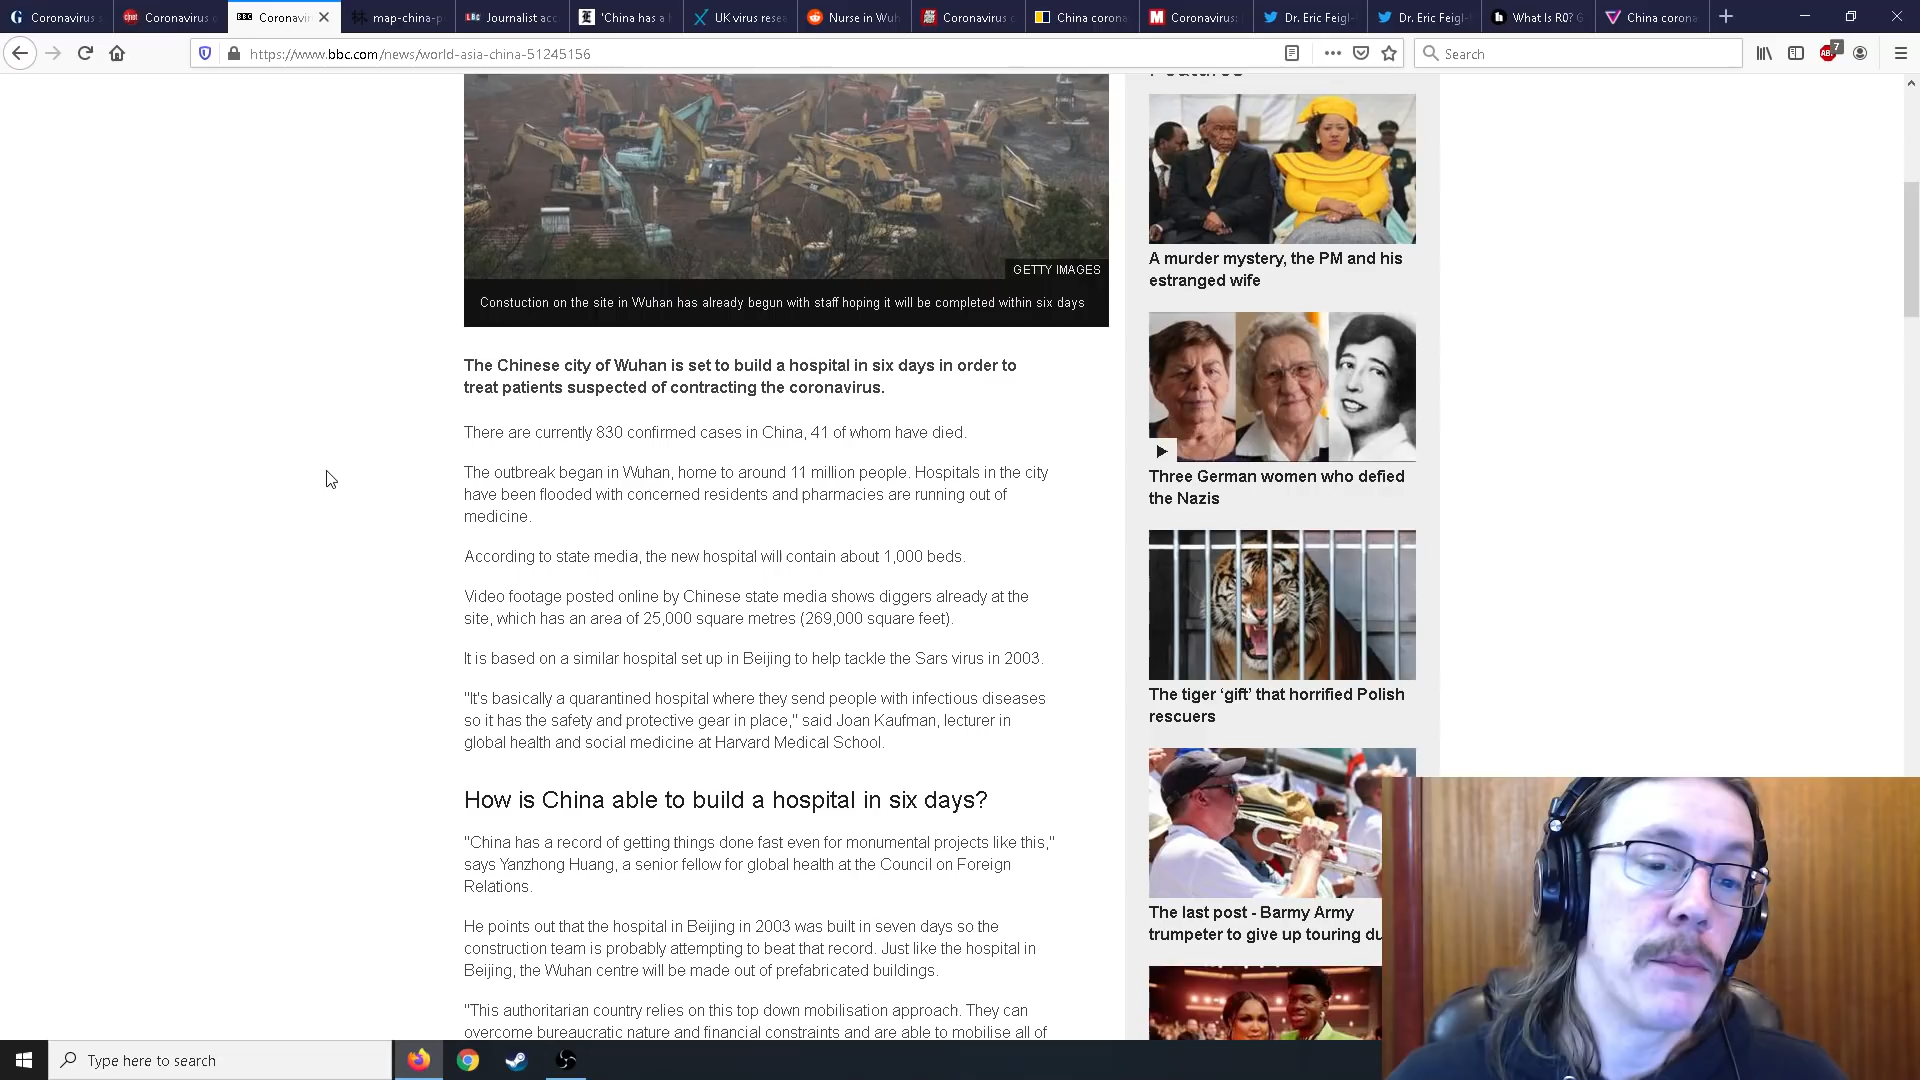 Coronavirus
Coronavirus
Coronavir
map-china-p
Journalist acc
'China has a
UK virus resea
Nurse in Wuh
Coronavirus
China corona
Coronavirus:
Dr. Eric Feigl-
Dr. Eric Feigl-
What Is R0? G
China corona
https://www.bbc.com/news/world-asia-china-51245156
Search
7
GETTY IMAGES
Constuction on the site in Wuhan has already begun with staff hoping it will be completed within six days
The Chinese city of Wuhan is set to build a hospital in six days in order to
treat patients suspected of contracting the coronavirus.
There are currently 830 confirmed cases in China, 41 of whom have died.
The outbreak began in Wuhan, home to around 11 million people. Hospitals in the city
have been flooded with concerned residents and pharmacies are running out of
medicine.
According to state media, the new hospital will contain about 1,000 beds.
Video footage posted online by Chinese state media shows diggers already at the
site, which has an area of 25,000 square metres (269,000 square feet).
It is based on a similar hospital set up in Beijing to help tackle the Sars virus in 2003.
"It's basically a quarantined hospital where they send people with infectious diseases
so it has the safety and protective gear in place," said Joan Kaufman, lecturer in
global health and social medicine at Harvard Medical School.
How is China able to build a hospital in six days?
"China has a record of getting things done fast even for monumental projects like this,"
says Yanzhong Huang, a senior fellow for global health at the Council on Foreign
Relations.
He points out that the hospital in Beijing in 2003 was built in seven days so the
construction team is probably attempting to beat that record. Just like the hospital in
Beijing, the Wuhan centre will be made out of prefabricated buildings.
"This authoritarian country relies on this top down mobilisation approach. They can
overcome bureaucratic nature and financial constraints and are able to mobilise all of
Features
A murder mystery, the PM and his
estranged wife
Three German women who defied
the Nazis
The tiger ‘gift’ that horrified Polish
rescuers
The last post - Barmy Army
trumpeter to give up touring du
Type here to search